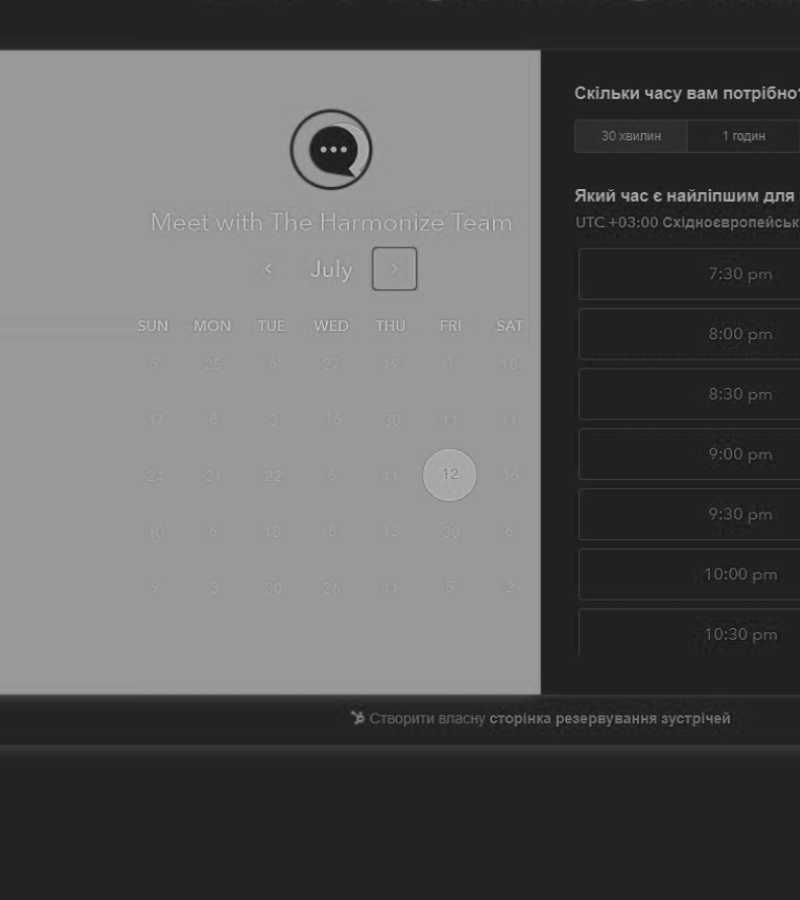 Meet with The Harmonize Team
< July >
SUN MON TUE WED THU FRI SAT
5 25 6 27 19 1 18
17 8 3 16 30 11 11
24 21 22 6 11 12 16
10 6 18 8 13 30 6
9 3 30 26 11 5 2
Скільки часу вам потрібно?
30 хвилин 1 годин
Який час є найліпшим для
UTC +03:00 Східноєвропейськ
7:30 pm
8:00 pm
8:30 pm
9:00 pm
9:30 pm
10:00 pm
10:30 pm
Створити власну сторінка резервування зустрічей